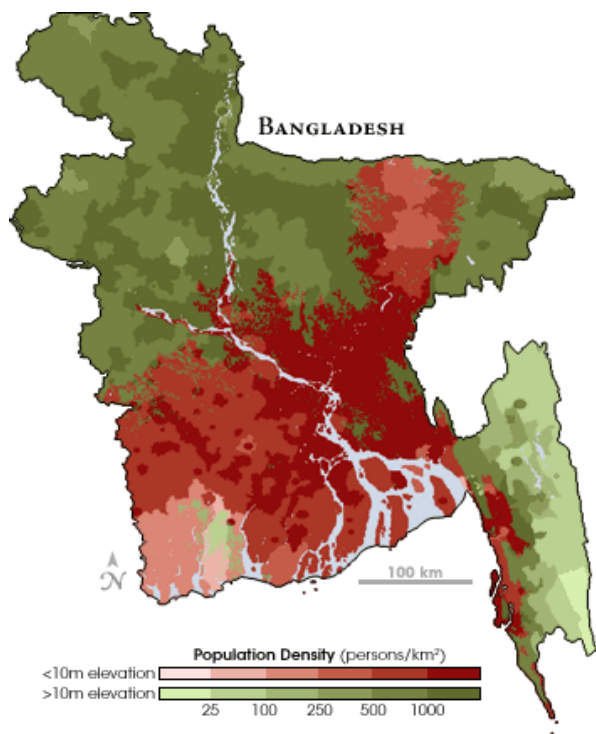 BANGLADESH
N
100 km
Population Density (persons/km²)
<10m elevation
>10m elevation
25 100 250 500 1000